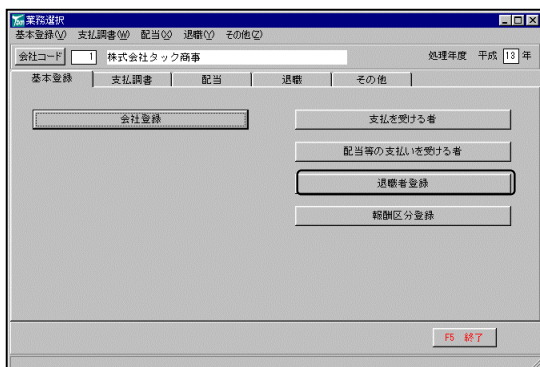 業務選択
基本登録(V) 支払調書(W) 配当(X) 退職(Y) その他(Z)
会社コード 1 株式会社タック商事 処理年度 平成 13 年
基本登録 支払調書 配当 退職 その他
会社登録 支払を受ける者
配当等の支払いを受ける者
退職者登録
報酬区分登録
F5 終了